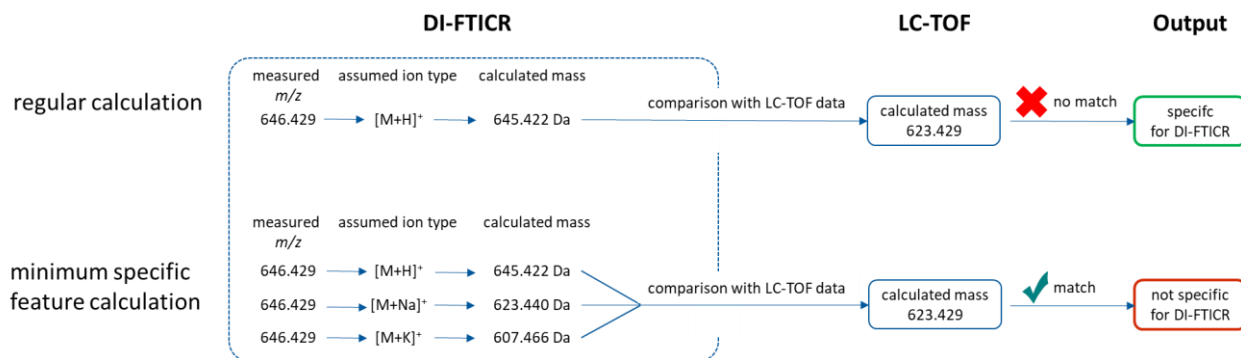 DI-FTICR
LC-TOF
Output
regular calculation
measured
m/z
assumed ion type
calculated mass
646.429
[M+H]⁺
645.422 Da
comparison with LC-TOF data
calculated mass
623.429
no match
specifc
for DI-FTICR
minimum specific
feature calculation
measured
m/z
assumed ion type
calculated mass
646.429
[M+H]⁺
645.422 Da
646.429
[M+Na]⁺
623.440 Da
646.429
[M+K]⁺
607.466 Da
comparison with LC-TOF data
calculated mass
623.429
match
not specific
for DI-FTICR